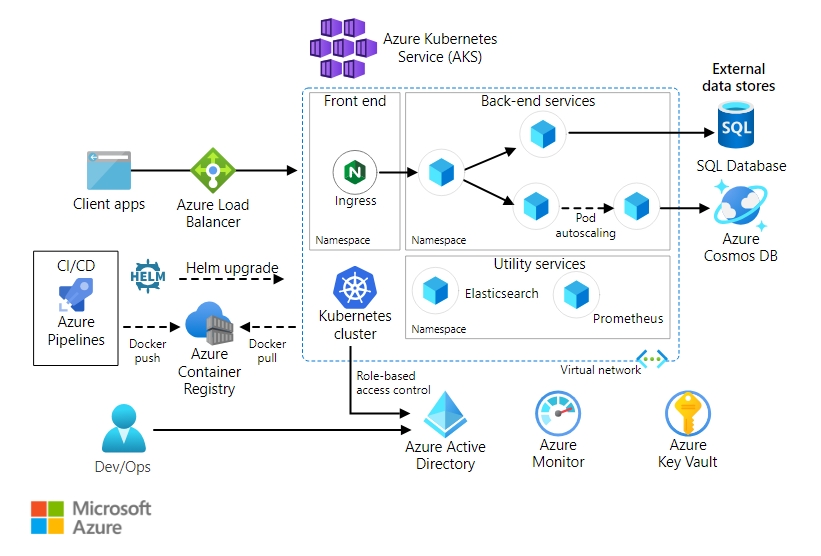 Azure Kubernetes
Service (AKS)
External
data stores
Front end
Back-end services
SQL
SQL Database
Client apps
Azure Load
Balancer
N
Ingress
Pod
autoscaling
Namespace
Namespace
Azure
Cosmos DB
CI/CD
Azure
Pipelines
HELM
Helm upgrade
Utility services
Elasticsearch
Prometheus
Namespace
Kubernetes
cluster
Docker
push
Azure
Container
Registry
Docker
pull
Virtual network
Role-based
access control
Dev/Ops
Azure Active
Directory
Azure
Monitor
Azure
Key Vault
Microsoft
Azure